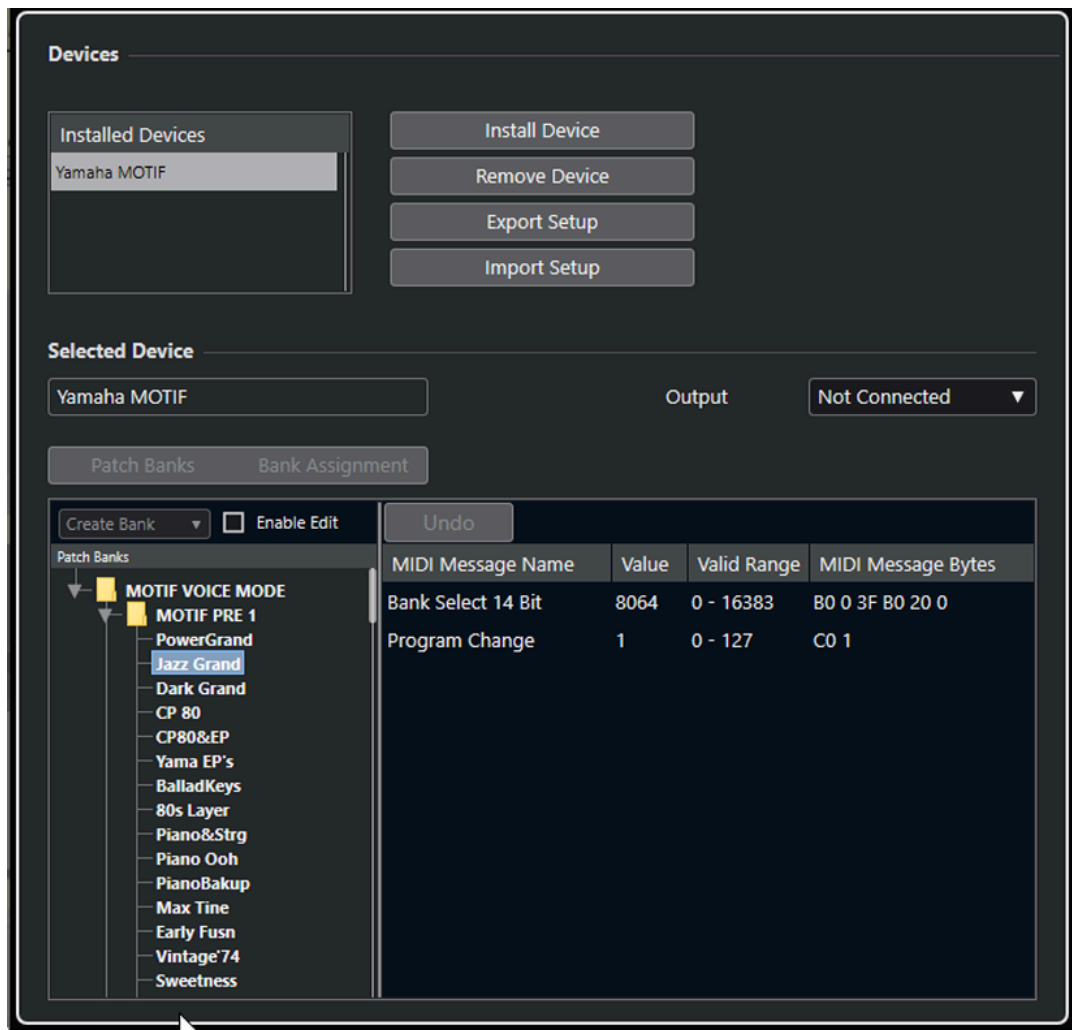 Devices
Installed Devices
Yamaha MOTIF
Install Device
Remove Device
Export Setup
Import Setup
Selected Device
Yamaha MOTIF
Output
Not Connected
Patch Banks
Bank Assignment
Create Bank
Enable Edit
Patch Banks
MOTIF VOICE MODE
MOTIF PRE 1
PowerGrand
Jazz Grand
Dark Grand
CP 80
CP80&EP
Yama EP's
BalladKeys
80s Layer
Piano&Strg
Piano Ooh
PianoBakup
Max Tine
Early Fusn
Vintage'74
Sweetness
Undo
MIDI Message Name Value Valid Range MIDI Message Bytes
Bank Select 14 Bit 8064 0 - 16383 B0 0 3F B0 20 0
Program Change 1 0 - 127 C0 1